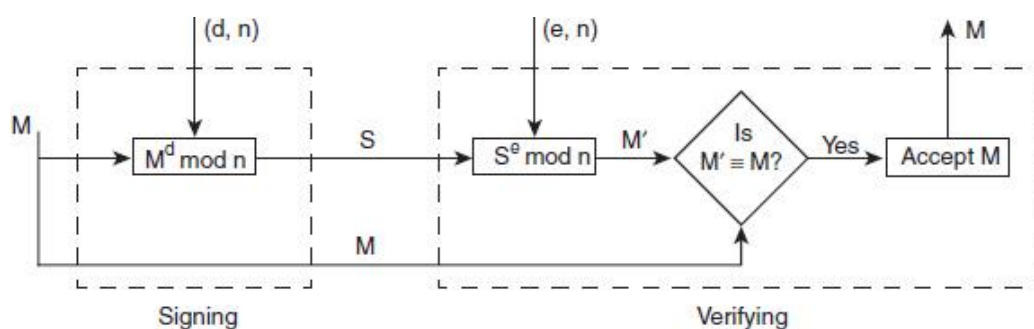 (d, n)
(e, n)
M
M
M^d mod n
S
S^e mod n
M′
Is
M′ ≡ M?
Yes
Accept M
M
Signing
Verifying